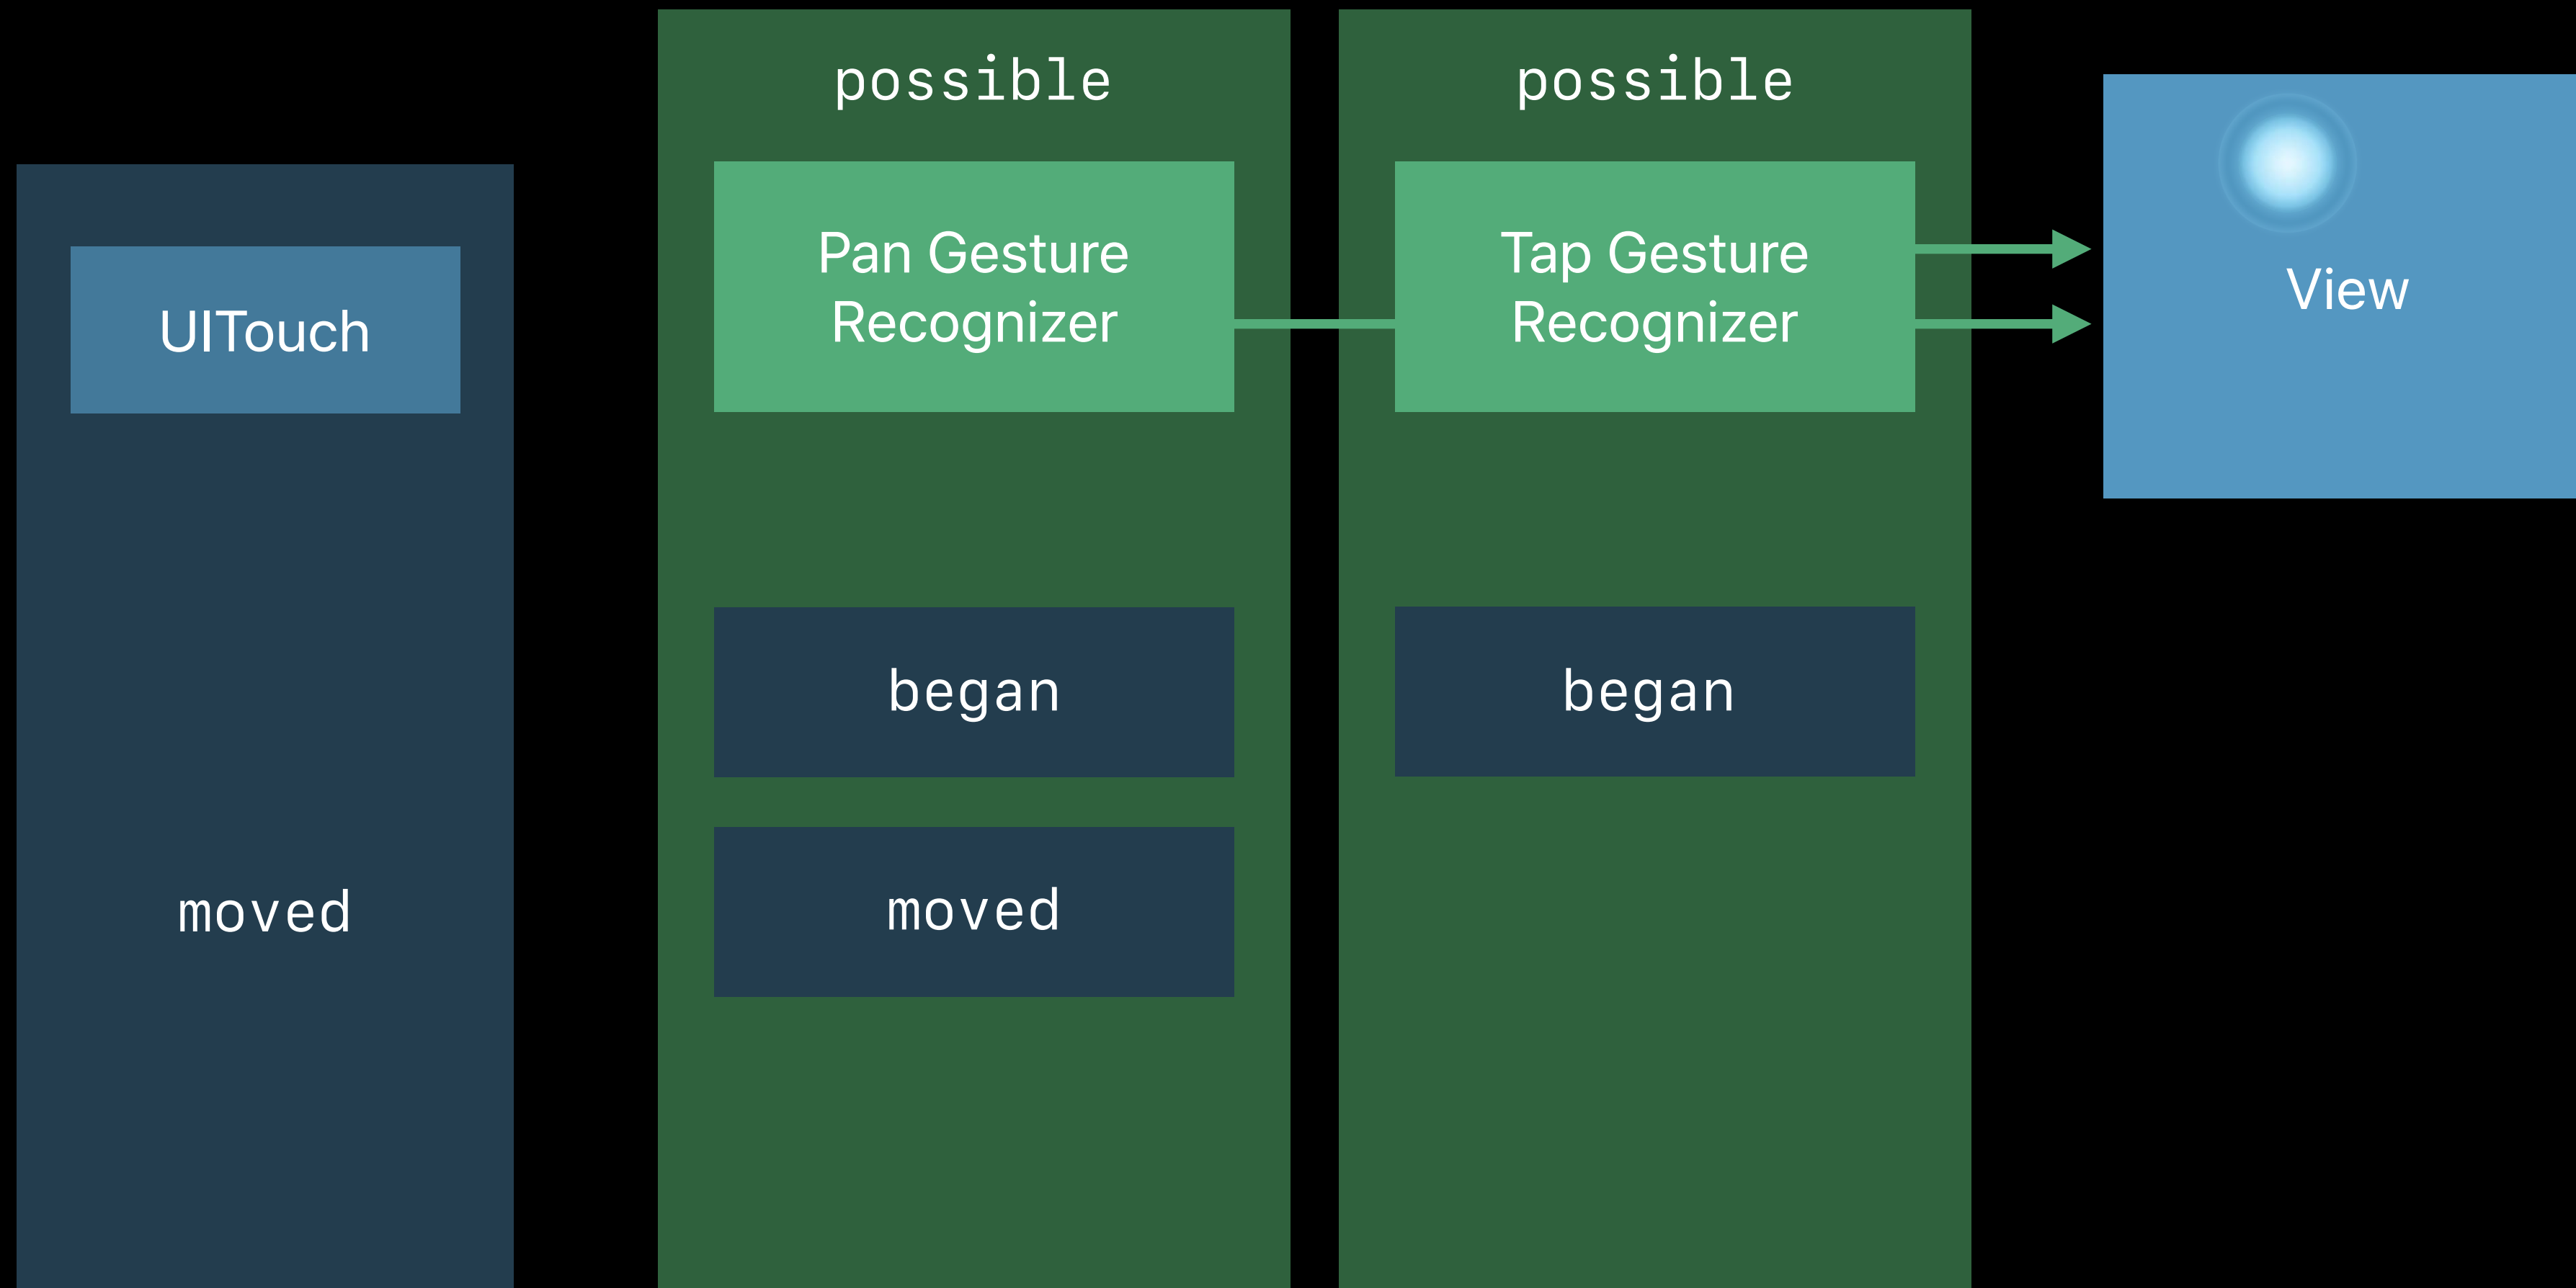 possible
possible
UITouch
Pan Gesture
Recognizer
Tap Gesture
Recognizer
View
began
began
moved
moved